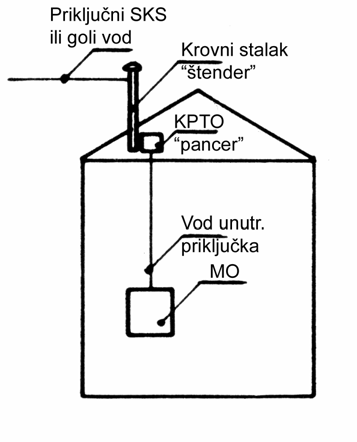 Priključni SKS
ili goli vod
Krovni stalak
“štender”
KPTO
“pancer”
Vod unutr.
priključka
MO